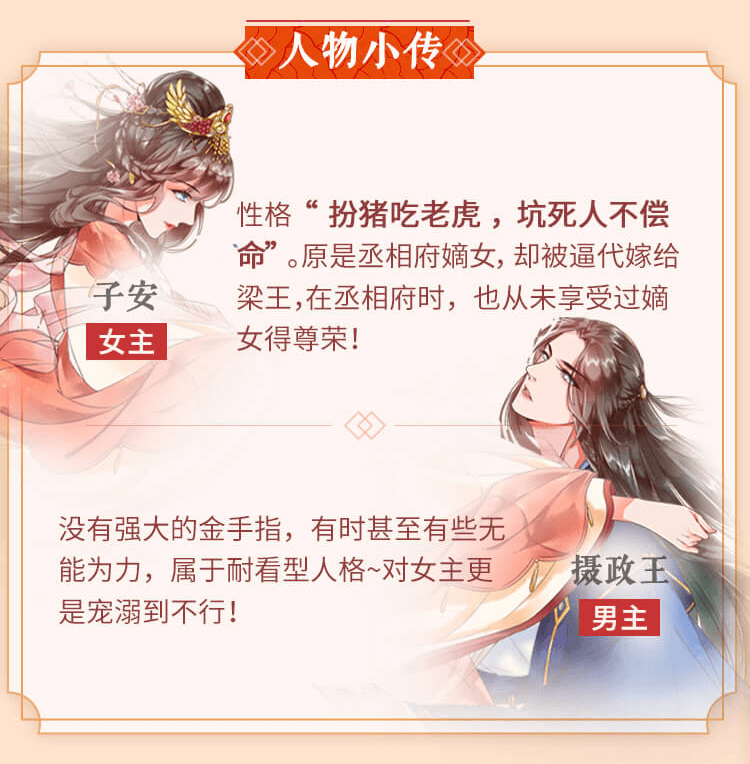 人物小传
性格“ 扮猪吃老虎 ，坑死人不偿
命”。原是丞相府嫡女，却被逼代嫁给
梁王，在丞相府时，也从未享受过嫡
女得尊荣！
子安
女主
没有强大的金手指，有时甚至有些无
能为力，属于耐看型人格~对女主更
是宠溺到不行！
摄政王
男主